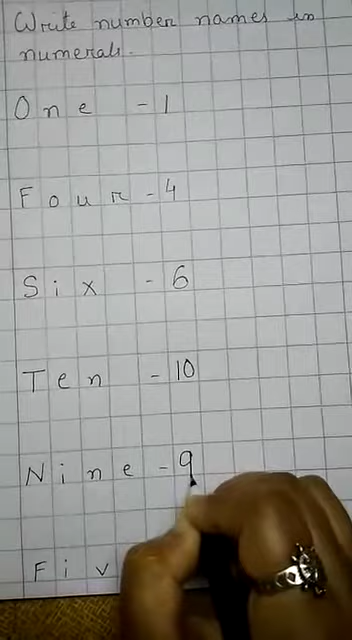 Write number names in
numerals.
One - 1
Four - 4
Six - 6
Ten - 10
Nine - 9